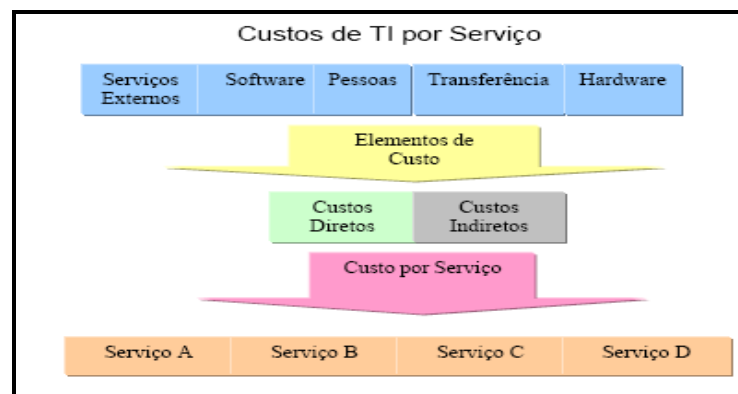 Custos de TI por Serviço
Serviços Externos
Software
Pessoas
Transferência
Hardware
Elementos de
Custo
Custos
Diretos
Custos
Indiretos
Custo por Serviço
Serviço A
Serviço B
Serviço C
Serviço D